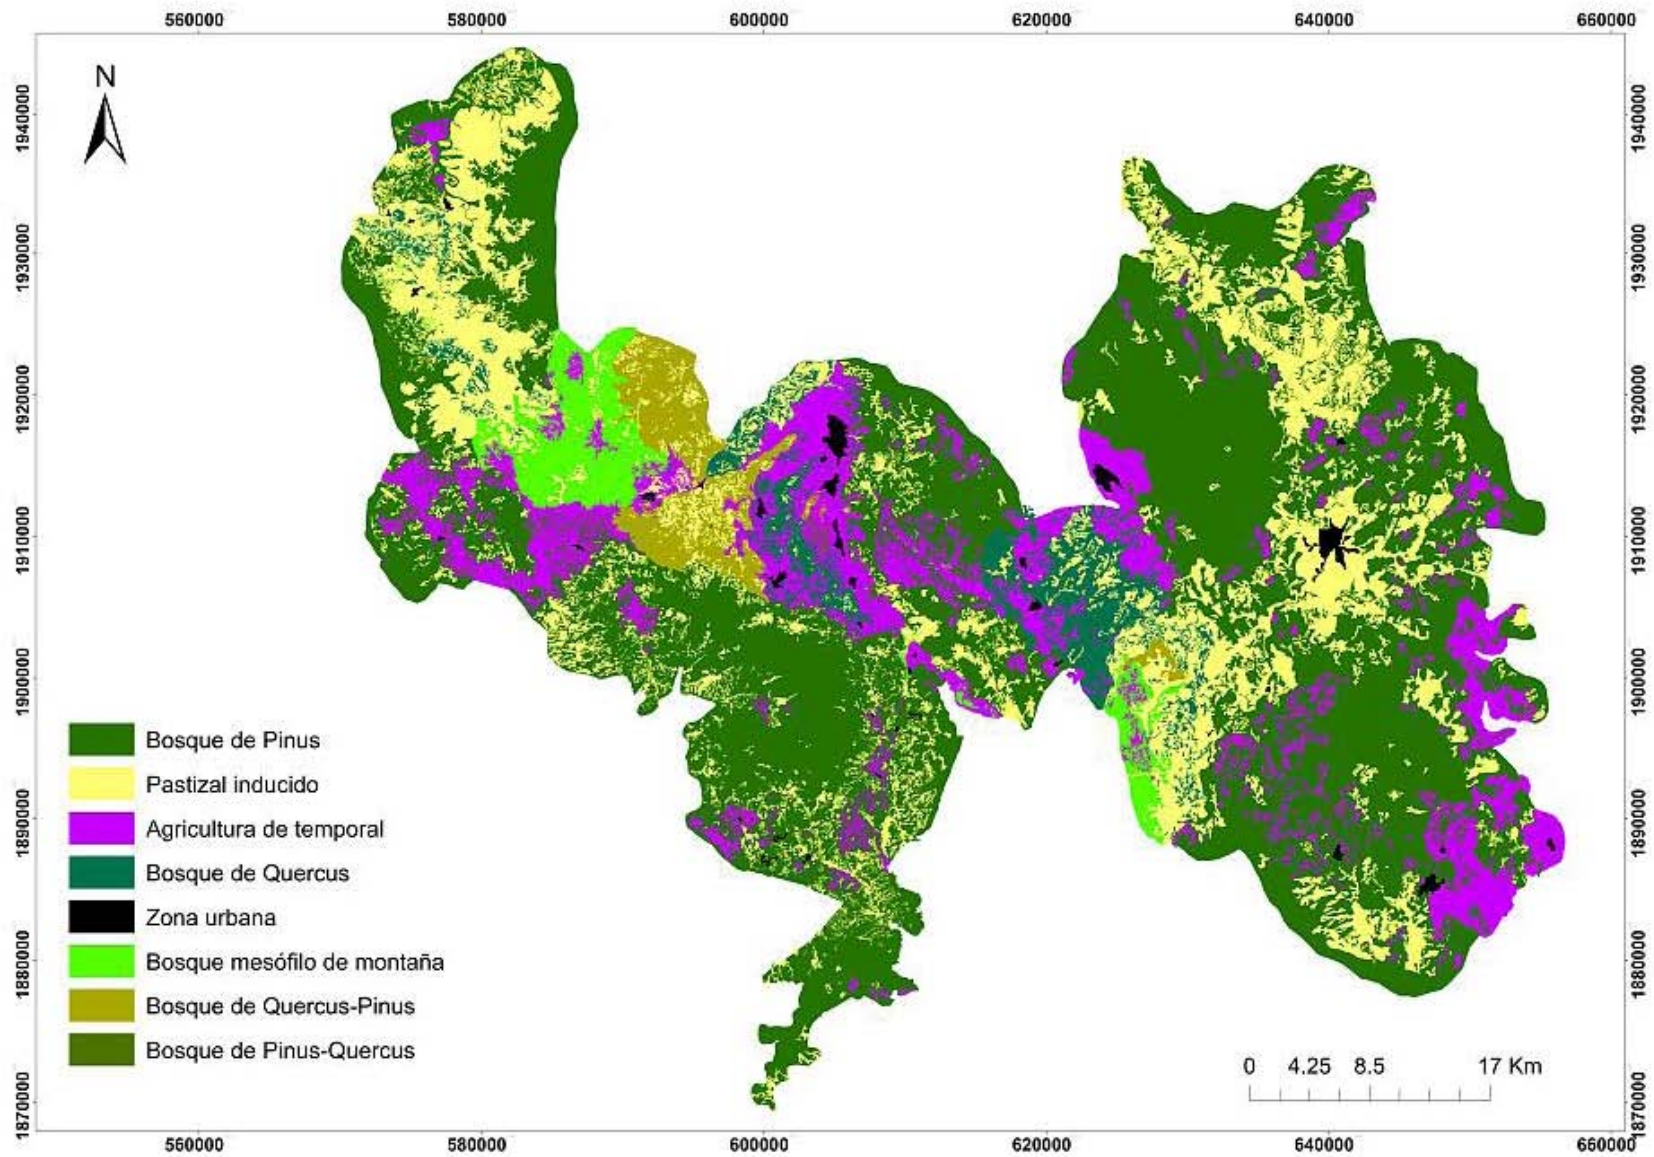 560000 580000 600000 620000 640000 660000
N
1940000 1940000
1930000 1930000
1920000 1920000
1910000 1910000
1900000 1900000
1890000 1890000
1880000 1880000
1870000 1870000
Bosque de Pinus
Pastizal inducido
Agricultura de temporal
Bosque de Quercus
Zona urbana
Bosque mesófilo de montaña
Bosque de Quercus-Pinus
Bosque de Pinus-Quercus
0 4.25 8.5 17 Km
560000 580000 600000 620000 640000 660000